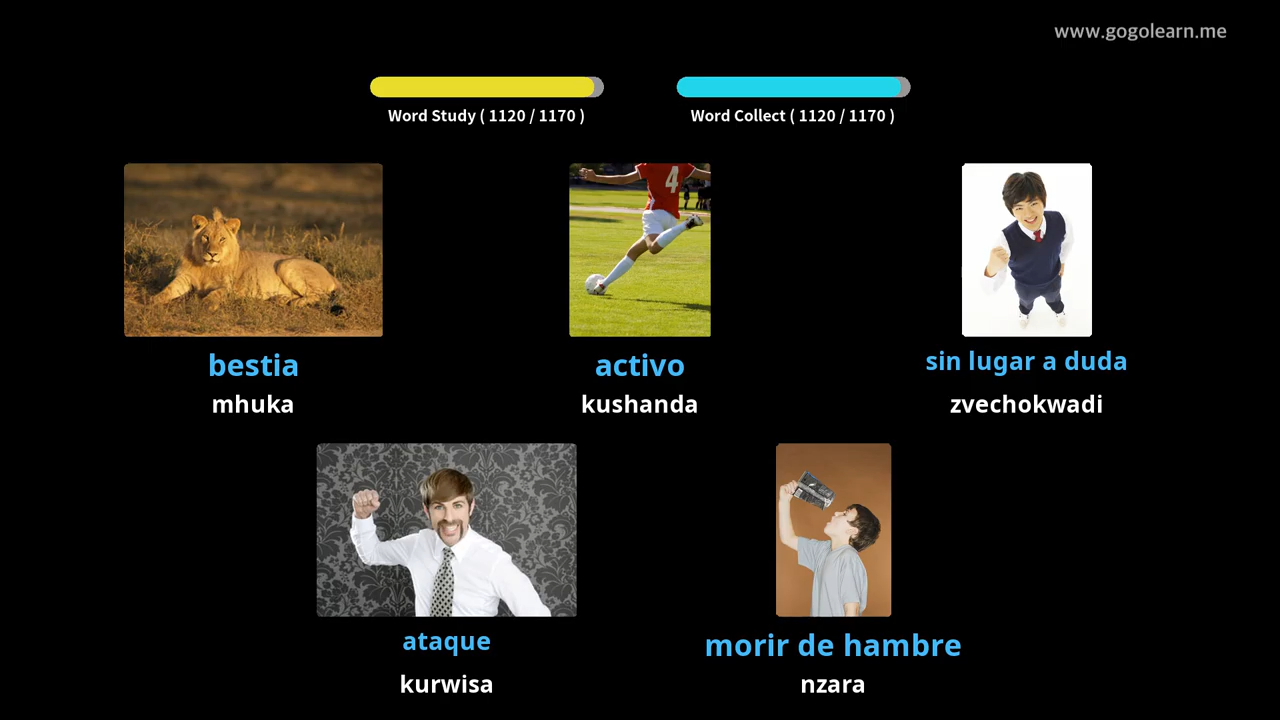 www.gogolearn.me
Word Study ( 1120 / 1170 )
Word Collect ( 1120 / 1170 )
4
bestia
mhuka
activo
kushanda
sin lugar a duda
zvechokwadi
ataque
kurwisa
morir de hambre
nzara